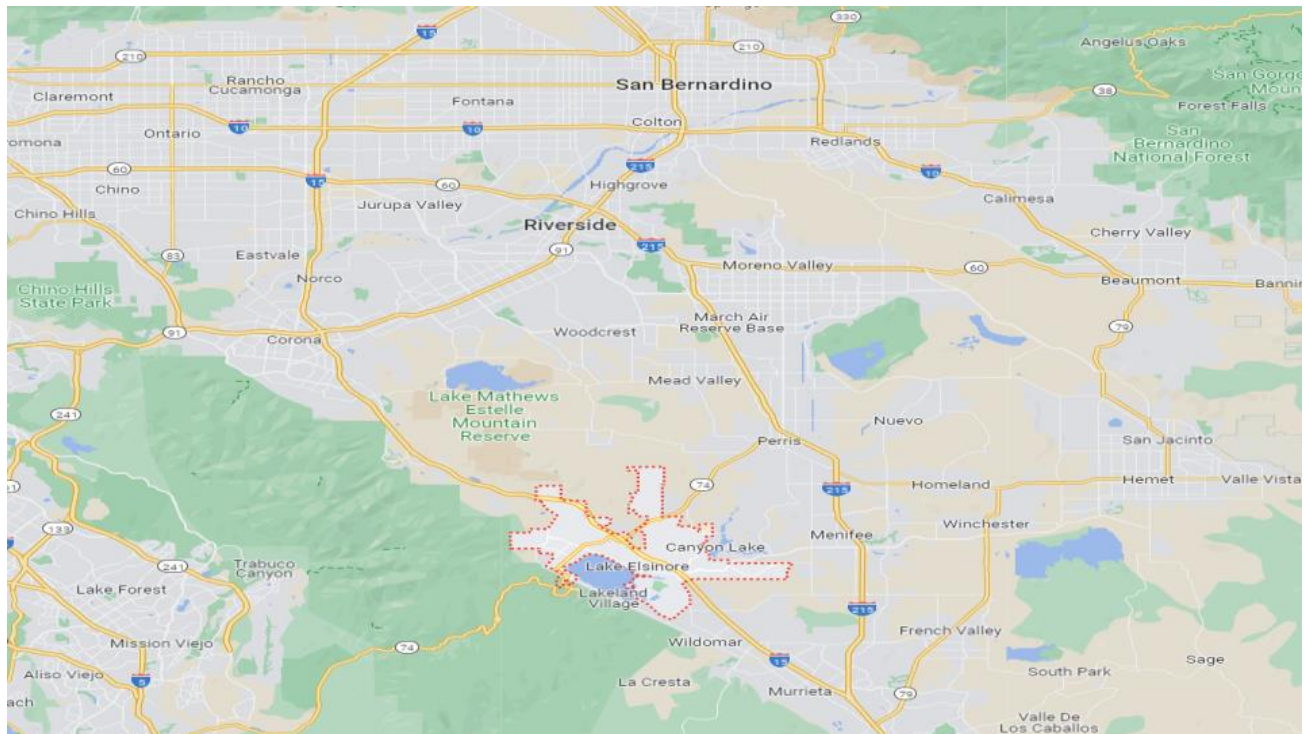 330
15
210
210
Angelus Oaks
San Bernardino
Rancho
Cucamonga
Claremont
Fontana
38
Forest Falls
Colton
10
10
Ontario
Redlands
San
Bernardino
National Forest
215
60
10
60
15
Chino
Highgrove
Jurupa Valley
Calimesa
Chino Hills
Riverside
91
215
Cherry Valley
83
Eastvale
Moreno Valley
60
Norco
Beaumont
Chino Hills
State Park
March Air
Reserve Base
79
91
Woodcrest
Corona
Mead Valley
Lake Mathews
Estelle
Mountain
Reserve
241
Nuevo
Perris
San Jacinto
74
215
Homeland
Hemet
Valle Vista
133
Winchester
Menifee
Canyon Lake
241
Trabuco
Canyon
Lake Elsinore
Lake Forest
Lakeland
Village
215
Mission Viejo
74
Wildomar
French Valley
15
Aliso Viejo
5
La Cresta
South Park
Sage
Murrieta
79
Valle De
Los Caballos